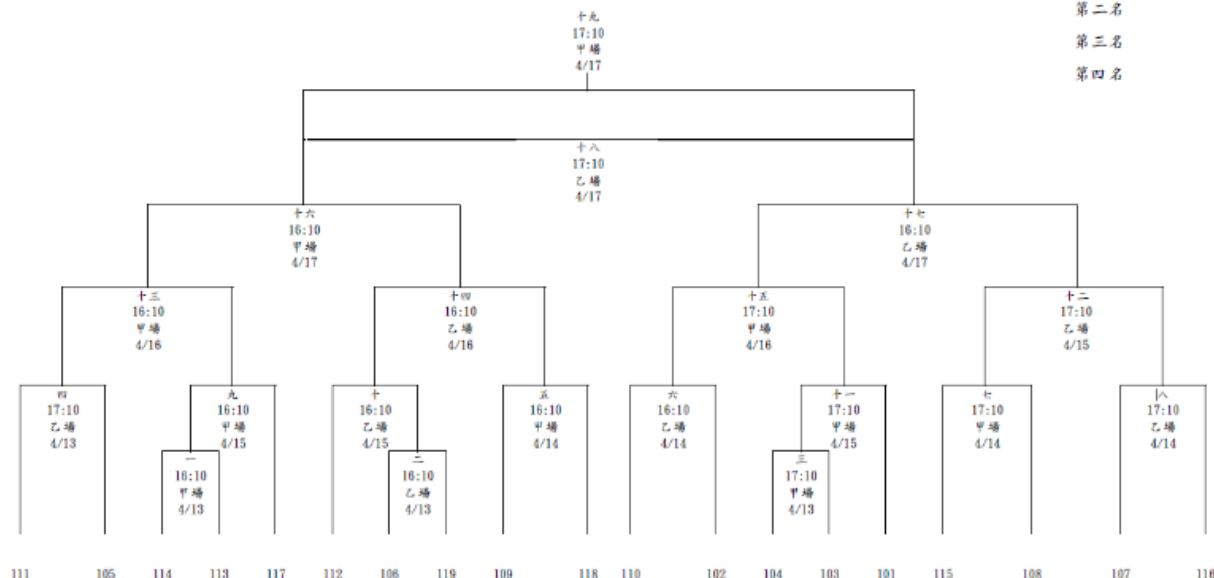 第二名
第三名
第四名
十九
17:10
甲場
4/17
十八
17:10
乙場
4/17
十六
16:10
甲場
4/17
十七
16:10
乙場
4/17
十三
16:10
甲場
4/16
十四
16:10
乙場
4/16
十五
17:10
甲場
4/16
十二
17:10
乙場
4/15
四
17:10
乙場
4/13
九
16:10
甲場
4/15
十
16:10
乙場
4/15
五
16:10
甲場
4/14
六
16:10
乙場
4/14
十一
17:10
甲場
4/15
七
17:10
甲場
4/14
八
17:10
乙場
4/14
一
16:10
甲場
4/13
二
16:10
乙場
4/13
三
17:10
甲場
4/13
111 105 114 113 117 112 106 119 109 118 110 102 104 103 101 115 108 107 116